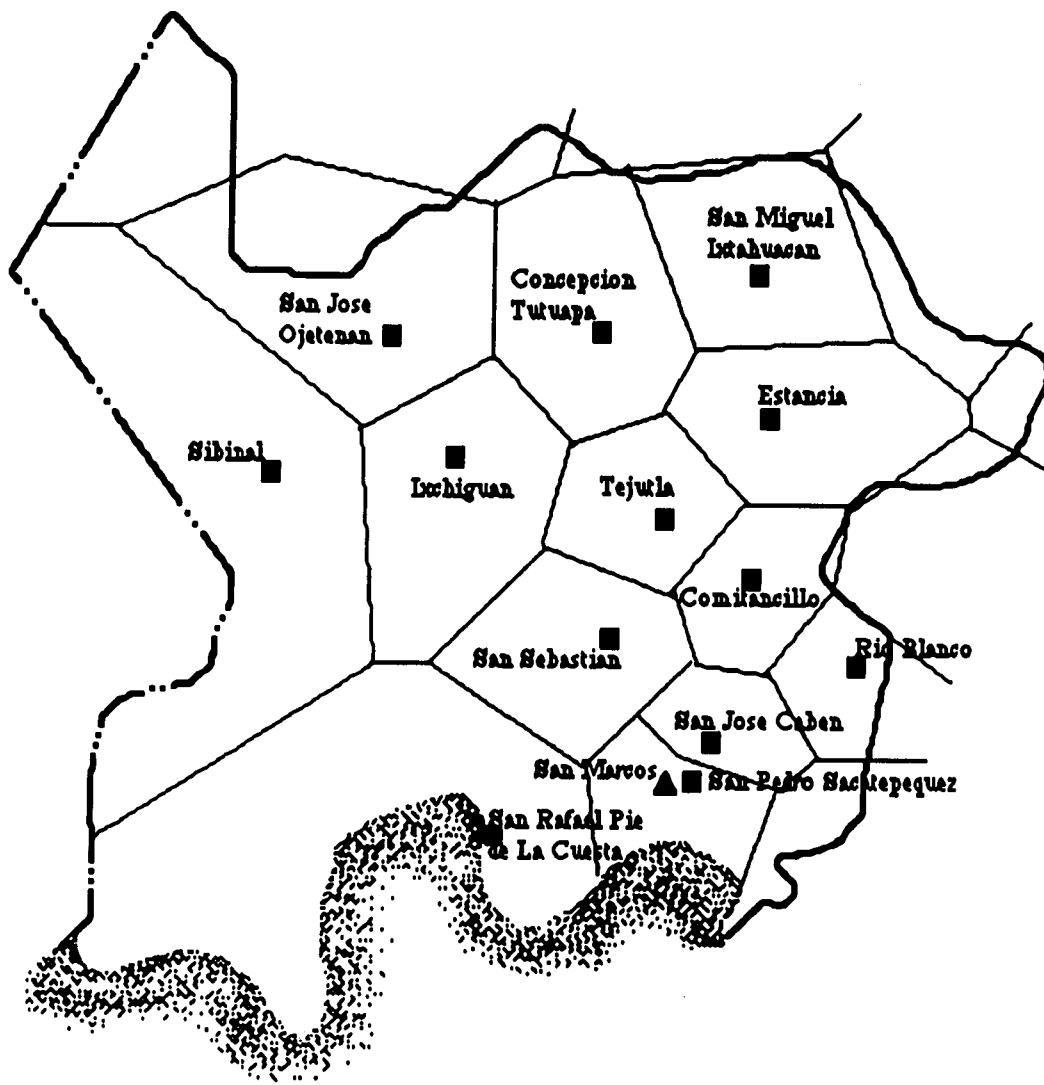 San Miguel
Ixtahuacan
Concepcion
Tutuapa
San Jose
Ojetenan
Estancia
Sibinal
Ixchiguan
Tejutla
Comitancillo
San Sebastian
Rio Blanco
San Jose Caben
San Marcos
San Pedro Sacatepequez
San Rafael Pie
de La Cuesta